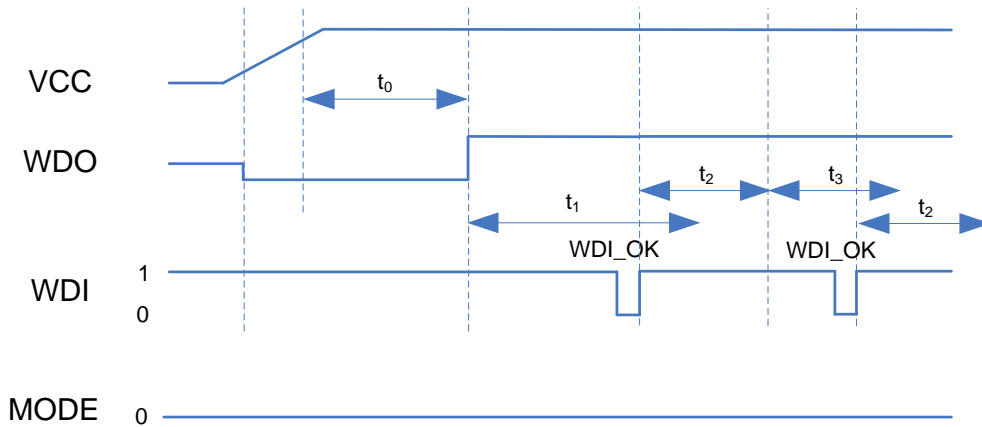 VCC
t0
WDO
t2
t3
t1
t2
WDI_OK
WDI_OK
WDI
1
0
MODE
0